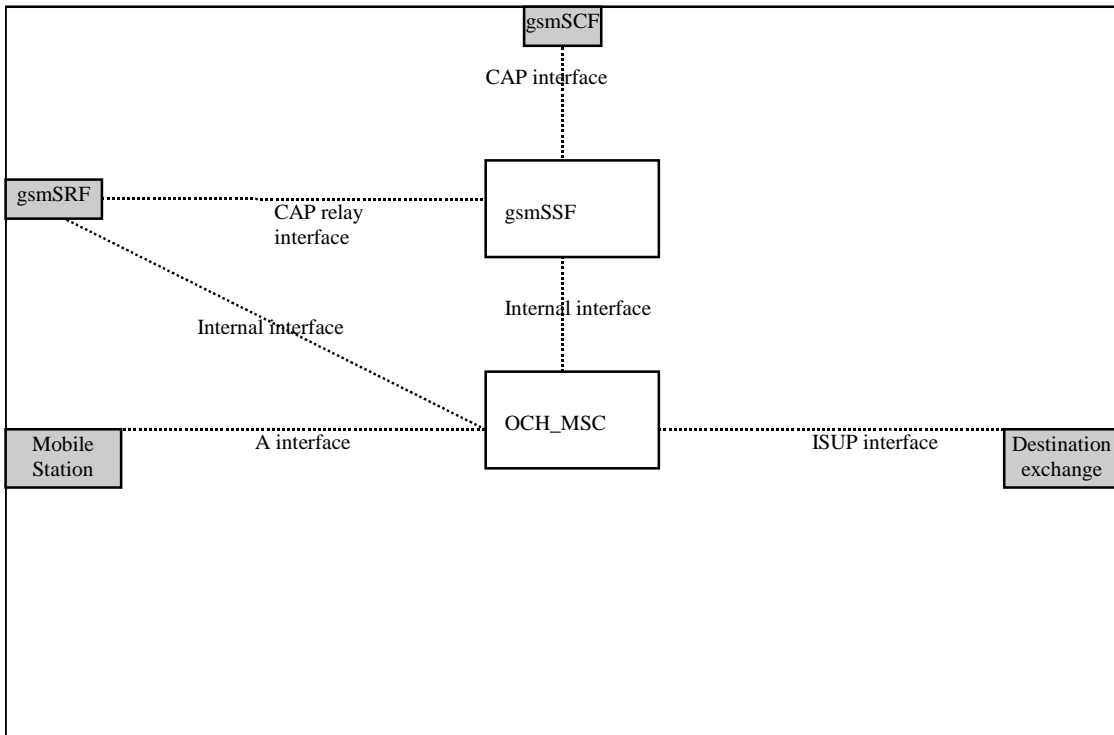 gsmSCF
CAP interface
gsmSRF
CAP relay
interface
gsmSSF
Internal interface
Internal interface
OCH_MSC
Mobile
Station
A interface
ISUP interface
Destination
exchange